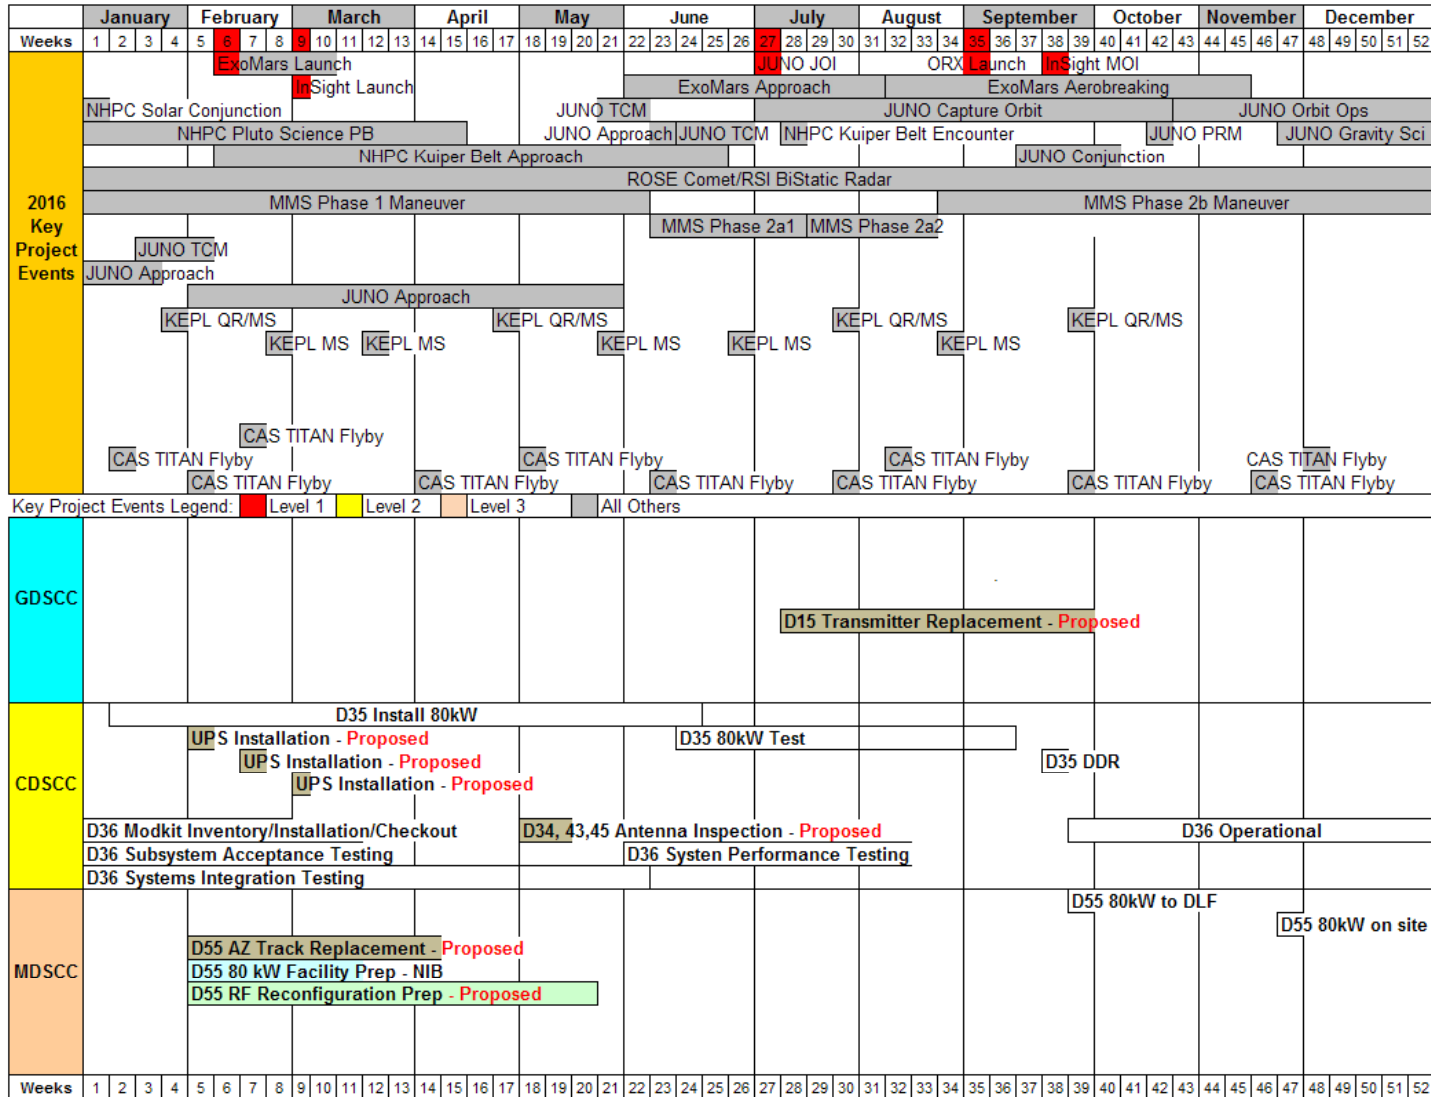 January February March April May June July August September October November December
Weeks 1 2 3 4 5 6 7 8 9 10 11 12 13 14 15 16 17 18 19 20 21 22 23 24 25 26 27 28 29 30 31 32 33 34 35 36 37 38 39 40 41 42 43 44 45 46 47 48 49 50 51 52
2016 Key Project Events
ExoMars Launch JUNO JOI ORX Launch InSight MOI
InSight Launch ExoMars Approach ExoMars Aerobreaking
NHPC Solar Conjunction JUNO TCM JUNO Capture Orbit JUNO Orbit Ops
NHPC Pluto Science PB JUNO Approach JUNO TCM NHPC Kuiper Belt Encounter JUNO PRM JUNO Gravity Sci
NHPC Kuiper Belt Approach JUNO Conjunction
ROSE Comet/RSI BiStatic Radar
MMS Phase 1 Maneuver MMS Phase 2b Maneuver
MMS Phase 2a1 MMS Phase 2a2
JUNO TCM
JUNO Approach
JUNO Approach
KEPL QR/MS KEPL QR/MS KEPL QR/MS KEPL QR/MS
KEPL MS KEPL MS KEPL MS KEPL MS KEPL MS
CAS TITAN Flyby
CAS TITAN Flyby CAS TITAN Flyby CAS TITAN Flyby CAS TITAN Flyby
CAS TITAN Flyby CAS TITAN Flyby CAS TITAN Flyby CAS TITAN Flyby CAS TITAN Flyby CAS TITAN Flyby
Key Project Events Legend: Level 1 Level 2 Level 3 All Others
GDSCC
D15 Transmitter Replacement - Proposed
CDSCC
D35 Install 80kW
UPS Installation - Proposed D35 80kW Test
UPS Installation - Proposed D35 DDR
UPS Installation - Proposed
D36 Modkit Inventory/Installation/Checkout D34, 43,45 Antenna Inspection - Proposed D36 Operational
D36 Subsystem Acceptance Testing D36 Systen Performance Testing
D36 Systems Integration Testing
MDSCC
D55 80kW to DLF
D55 80kW on site
D55 AZ Track Replacement - Proposed
D55 80 kW Facility Prep - NIB
D55 RF Reconfiguration Prep - Proposed
Weeks 1 2 3 4 5 6 7 8 9 10 11 12 13 14 15 16 17 18 19 20 21 22 23 24 25 26 27 28 29 30 31 32 33 34 35 36 37 38 39 40 41 42 43 44 45 46 47 48 49 50 51 52